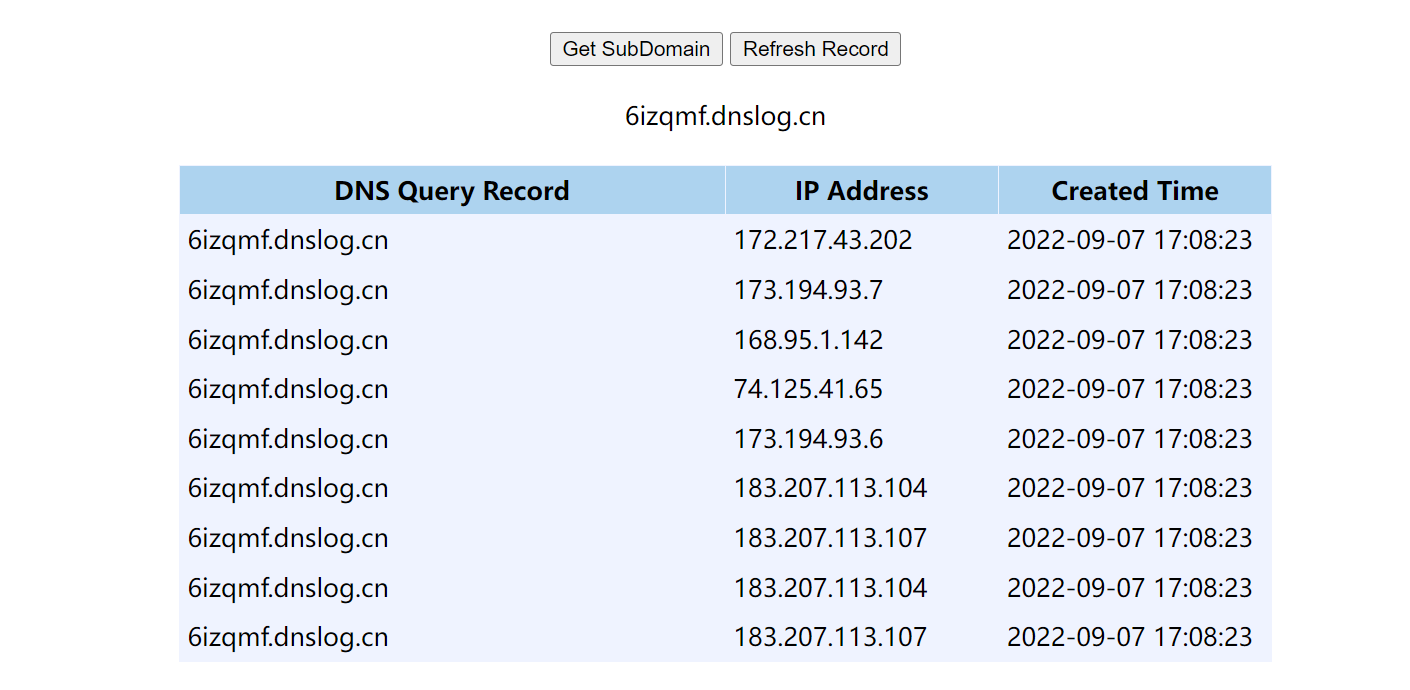 Get SubDomain Refresh Record
6izqmf.dnslog.cn
DNS Query Record IP Address Created Time
6izqmf.dnslog.cn 172.217.43.202 2022-09-07 17:08:23
6izqmf.dnslog.cn 173.194.93.7 2022-09-07 17:08:23
6izqmf.dnslog.cn 168.95.1.142 2022-09-07 17:08:23
6izqmf.dnslog.cn 74.125.41.65 2022-09-07 17:08:23
6izqmf.dnslog.cn 173.194.93.6 2022-09-07 17:08:23
6izqmf.dnslog.cn 183.207.113.104 2022-09-07 17:08:23
6izqmf.dnslog.cn 183.207.113.107 2022-09-07 17:08:23
6izqmf.dnslog.cn 183.207.113.104 2022-09-07 17:08:23
6izqmf.dnslog.cn 183.207.113.107 2022-09-07 17:08:23